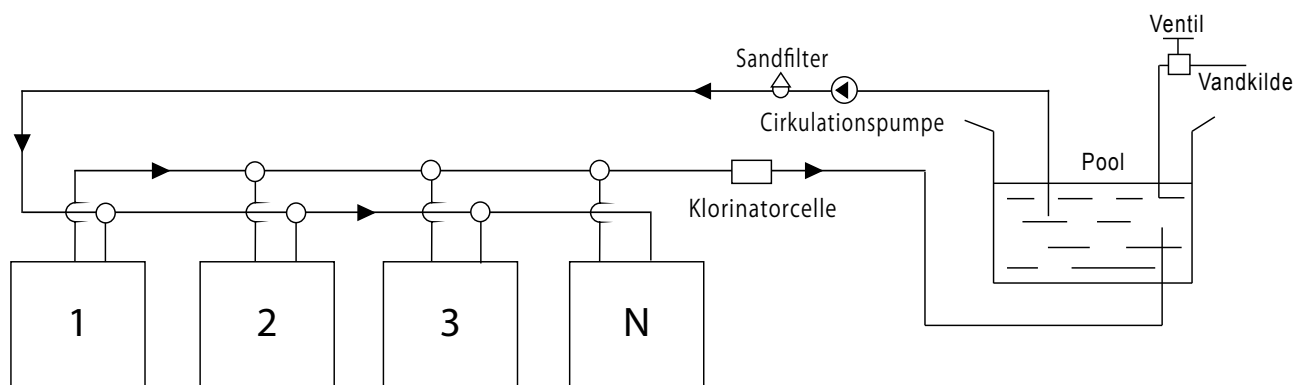 Ventil
Sandfilter
Vandkilde
Cirkulationspumpe
Pool
Klorinatorcelle
1
2
3
N